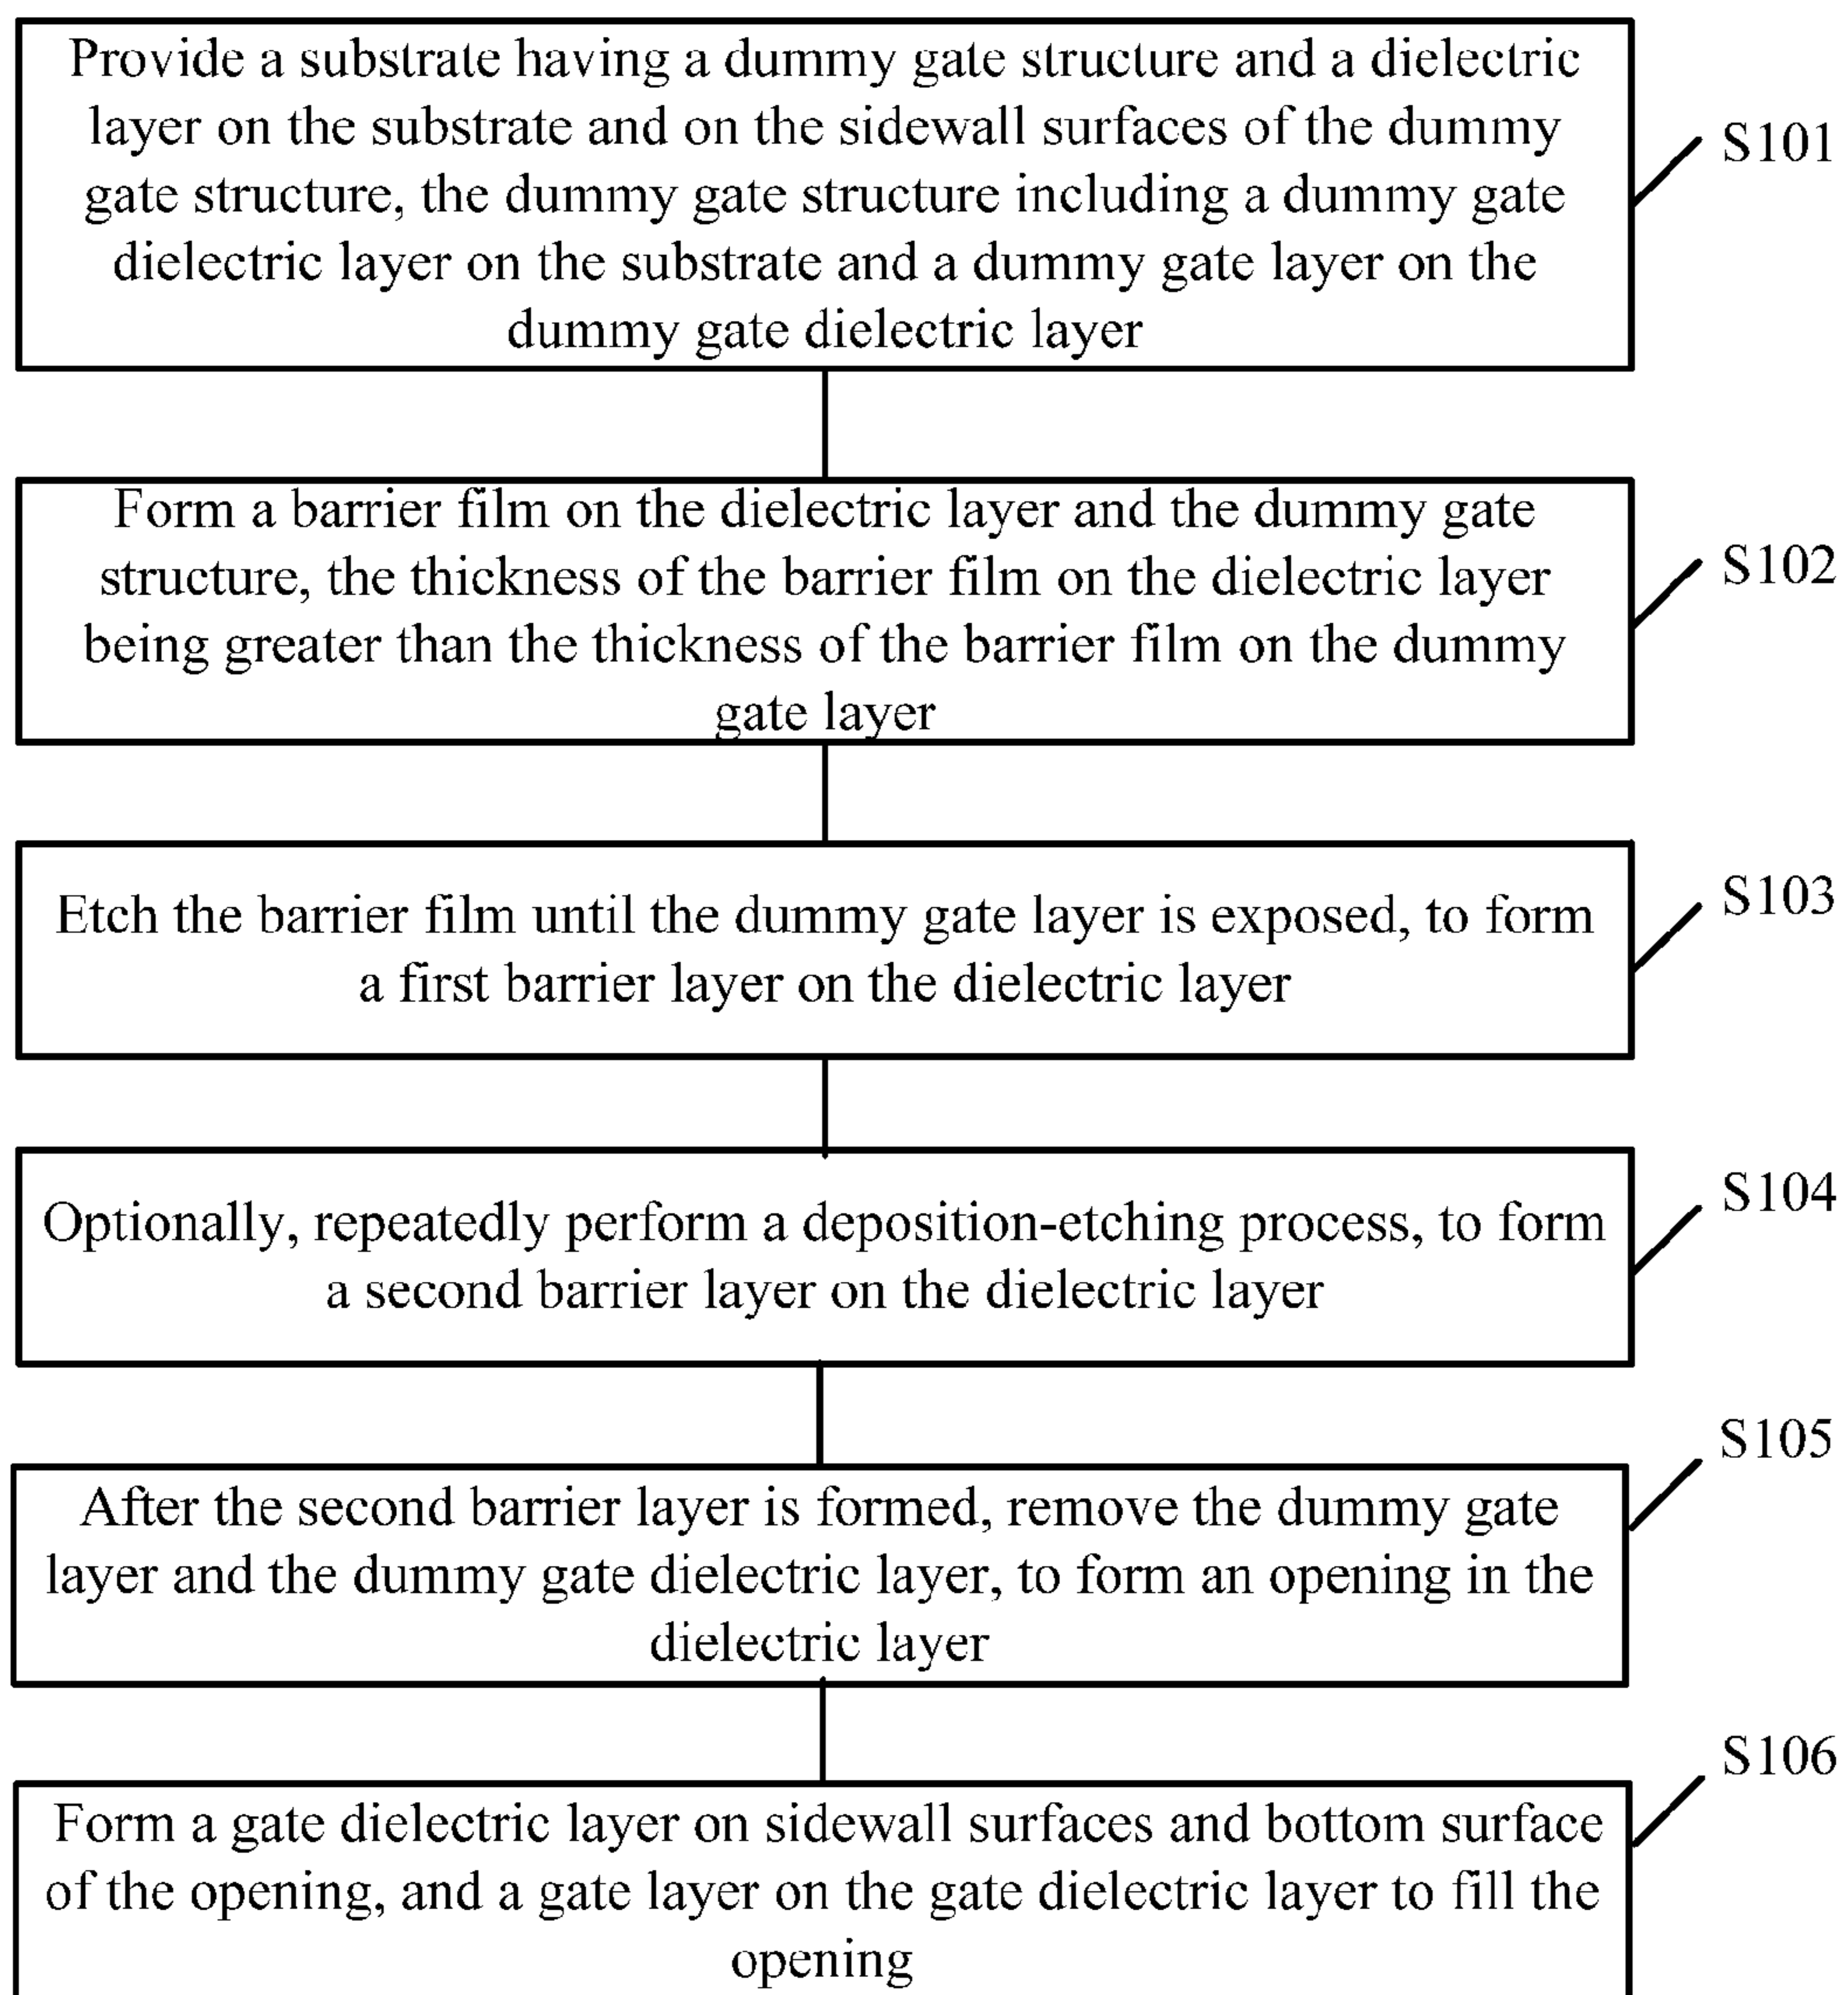 Provide a substrate having a dummy gate structure and a dielectric
layer on the substrate and on the sidewall surfaces of the dummy
gate structure, the dummy gate structure including a dummy gate
dielectric layer on the substrate and a dummy gate layer on the
dummy gate dielectric layer
S101
Form a barrier film on the dielectric layer and the dummy gate
structure, the thickness of the barrier film on the dielectric layer
being greater than the thickness of the barrier film on the dummy
gate layer
S102
Etch the barrier film until the dummy gate layer is exposed, to form
a first barrier layer on the dielectric layer
S103
Optionally, repeatedly perform a deposition-etching process, to form
a second barrier layer on the dielectric layer
S104
After the second barrier layer is formed, remove the dummy gate
layer and the dummy gate dielectric layer, to form an opening in the
dielectric layer
S105
Form a gate dielectric layer on sidewall surfaces and bottom surface
of the opening, and a gate layer on the gate dielectric layer to fill the
opening
S106